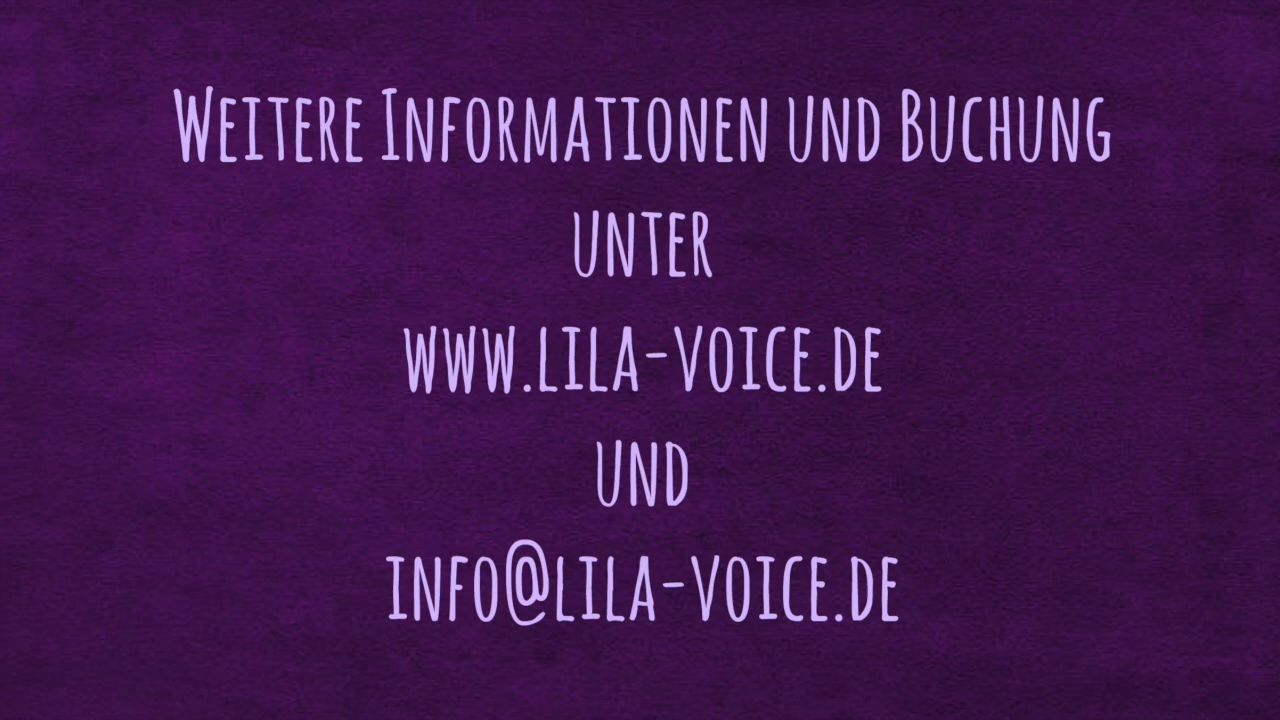 Weitere Informationen und Buchung
unter
www.lila-voice.de
und
info@lila-voice.de